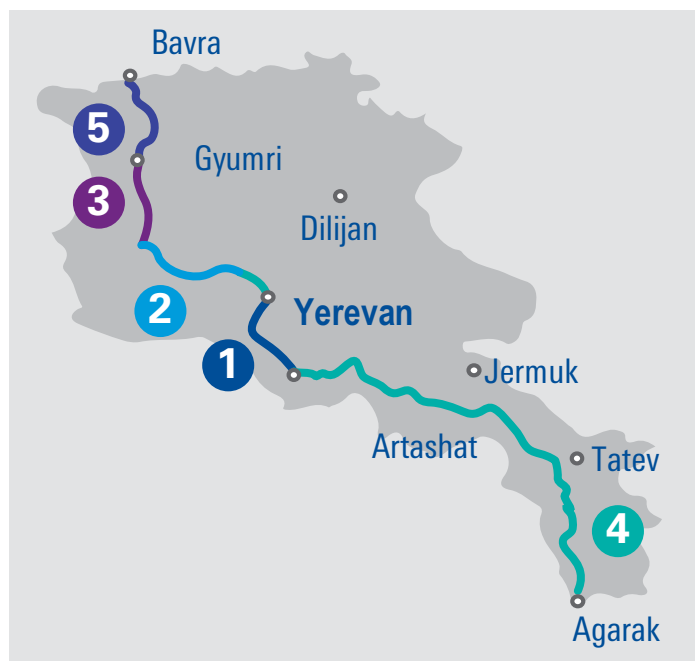 Bavra
5
Gyumri
3
Dilijan
2
Yerevan
1
Jermuk
Artashat
Tatev
4
Agarak